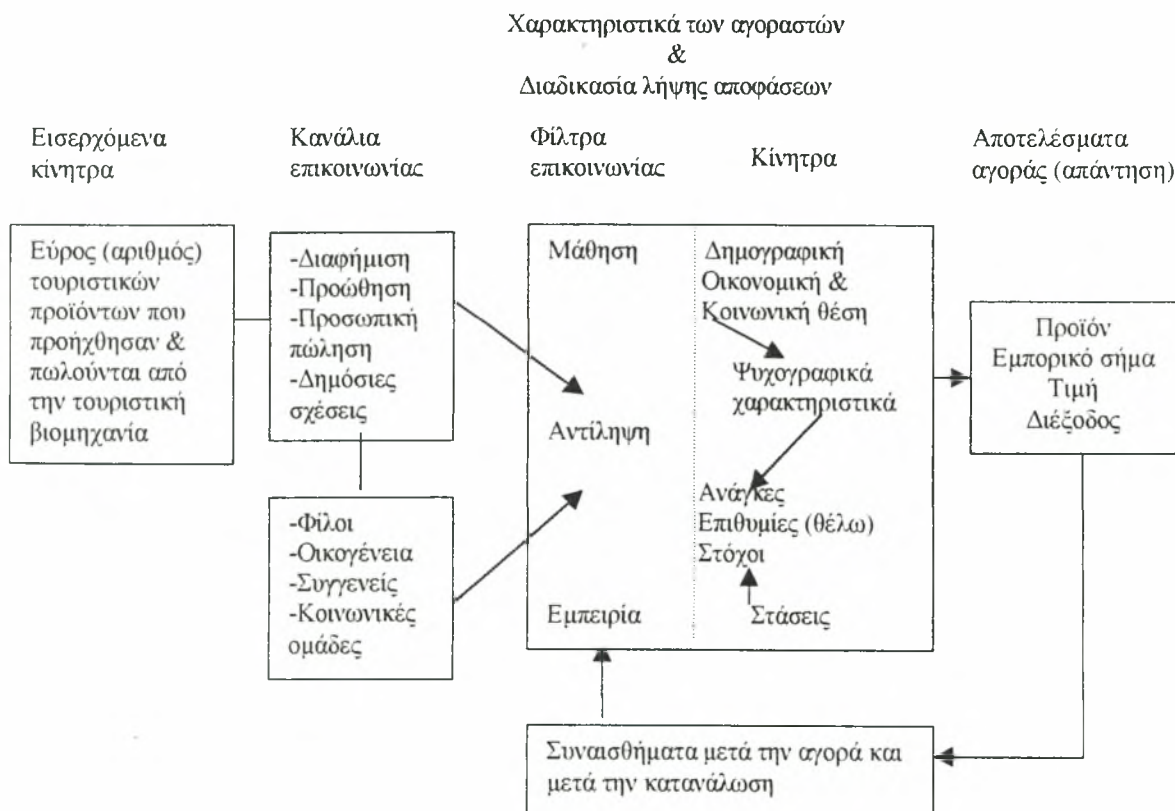 Χαρακτηριστικά των αγοραστών
&
Διαδικασία λήψης αποφάσεων
Εισερχόμενα
κίνητρα
Κανάλια
επικοινωνίας
Φίλτρα
επικοινωνίας
Κίνητρα
Αποτελέσματα
αγοράς (απάντηση)
Εύρος (αριθμός)
τουριστικών
προϊόντων που
προήχθησαν &
πωλούνται από
την τουριστική
βιομηχανία
-Διαφήμιση
-Προώθηση
-Προσωπική
πώληση
-Δημόσιες
σχέσεις
-Φίλοι
-Οικογένεια
-Συγγενείς
-Κοινωνικές
ομάδες
Μάθηση
Αντίληψη
Εμπειρία
Δημογραφική
Οικονομική &
Κοινωνική θέση
Ψυχογραφικά
χαρακτηριστικά
Ανάγκες
Επιθυμίες (θέλω)
Στόχοι
Στάσεις
Προϊόν
Εμπορικό σήμα
Τιμή
Διέξοδος
Συναισθήματα μετά την αγορά και
μετά την κατανάλωση